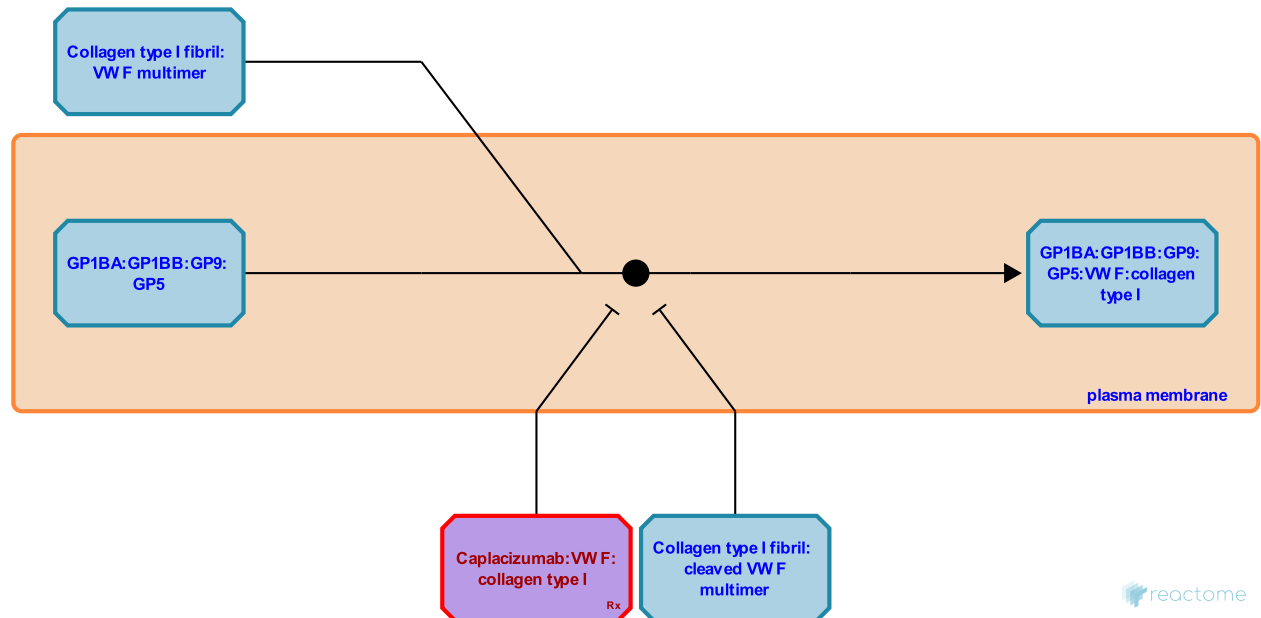 Collagen type I fibril:
VWF multimer
GP1BA:GP1BB:GP9:
GP5
GP1BA:GP1BB:GP9:
GP5:VWF:collagen
type I
plasma membrane
Caplacizumab:VWF:
collagen type I
Rx
Collagen type I fibril:
cleaved VWF
multimer
reactome